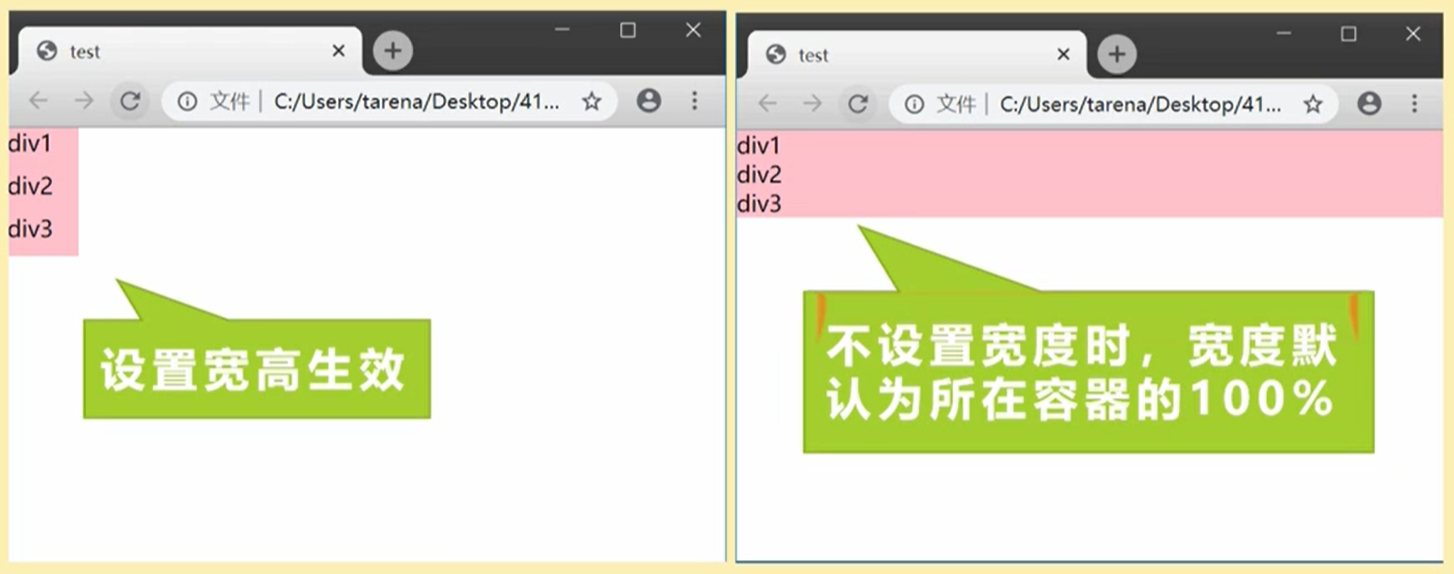 test
文件 C:/Users/tarena/Desktop/41...
div1
div2
div3
设置宽高生效
test
文件 C:/Users/tarena/Desktop/41...
div1
div2
div3
不设置宽度时，宽度默
认为所在容器的100%